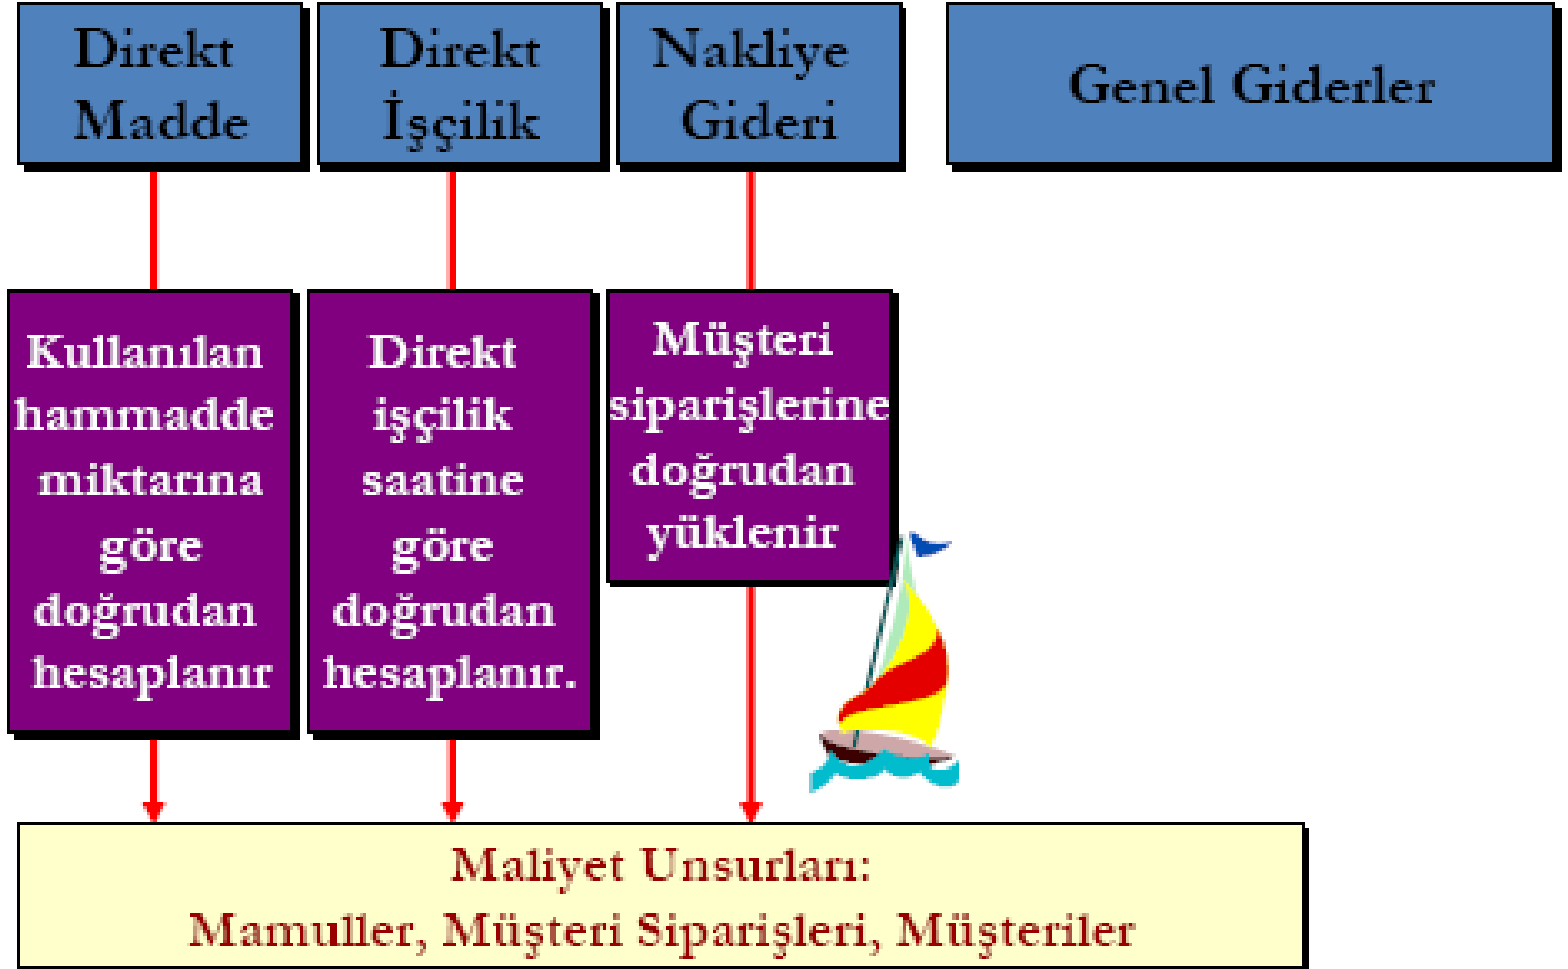 Direkt
Madde
Direkt
İşçilik
Nakliye
Gideri
Genel Giderler
Kullanılan
hammadde
miktarına
göre
doğrudan
hesaplanır
Direkt
işçilik
saatine
göre
doğrudan
hesaplanır.
Müşteri
siparişlerine
doğrudan
yüklenir
Maliyet Unsurları:
Mamuller, Müşteri Siparişleri, Müşteriler